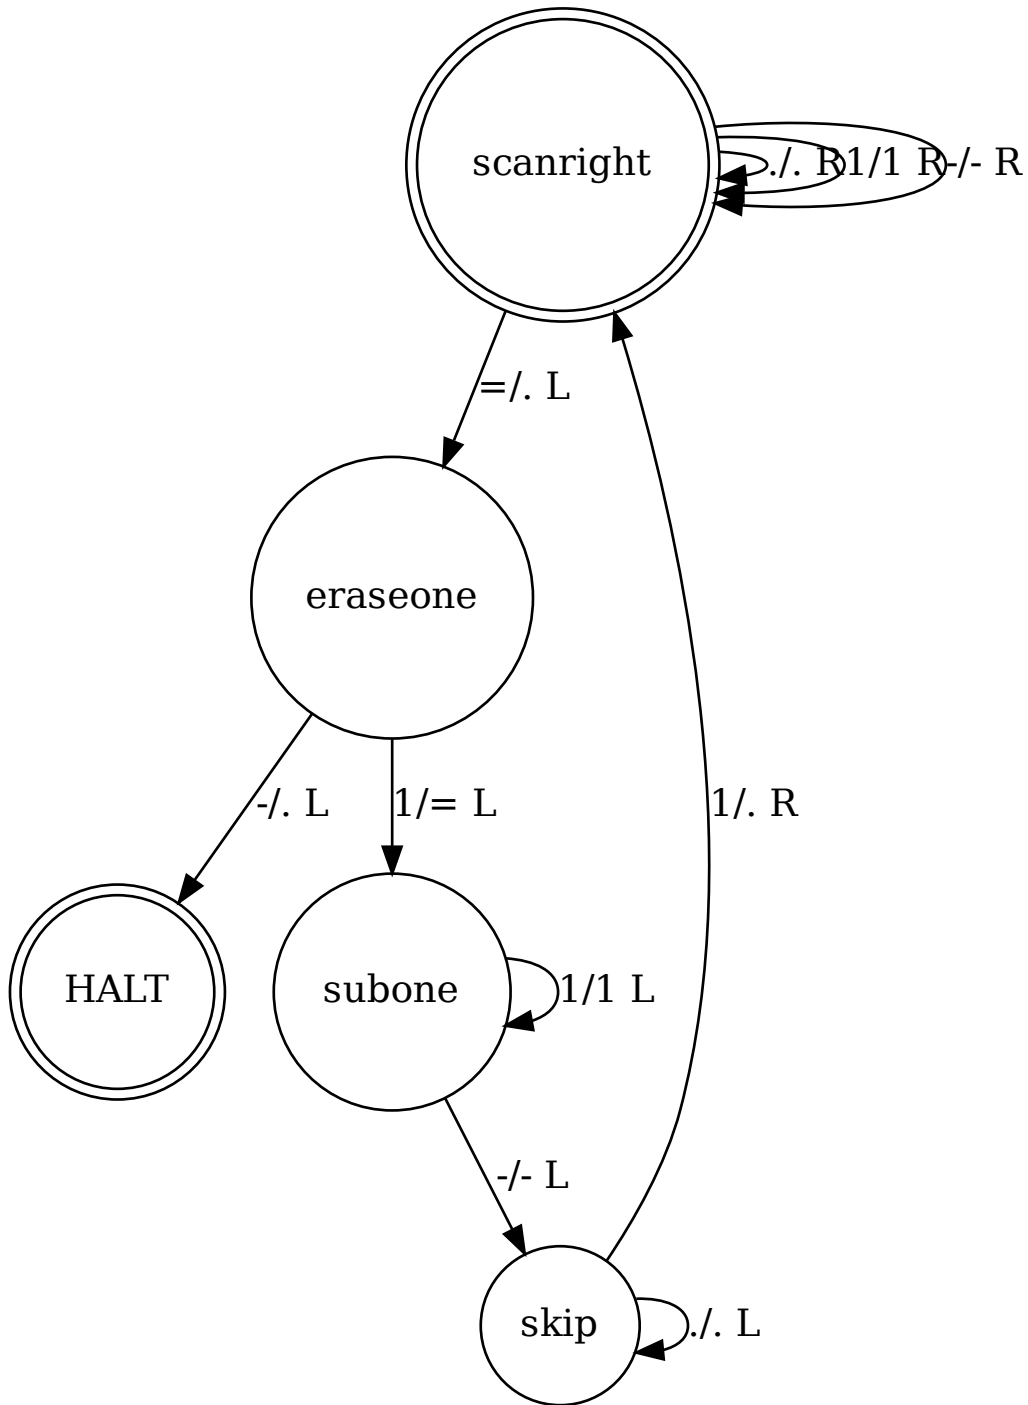 scanright
./. R
1/1 R
-/- R
=/. L
eraseone
-/. L
1/= L
1/. R
HALT
subone
1/1 L
-/- L
skip
./. L